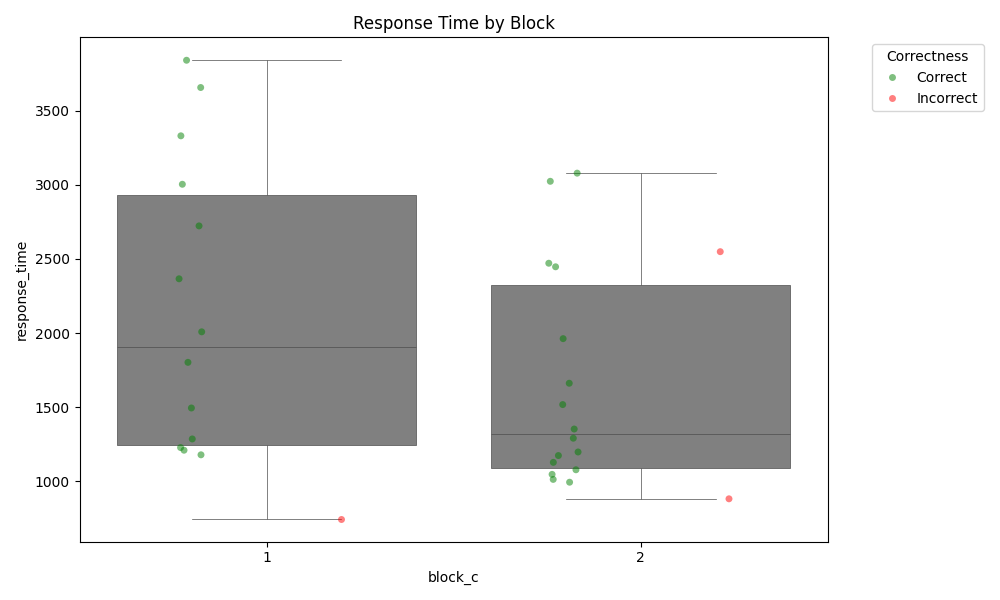 Response Time by Block
Correctness
Correct
Incorrect
response_time
3500
3000
2500
2000
1500
1000
1
2
block_c